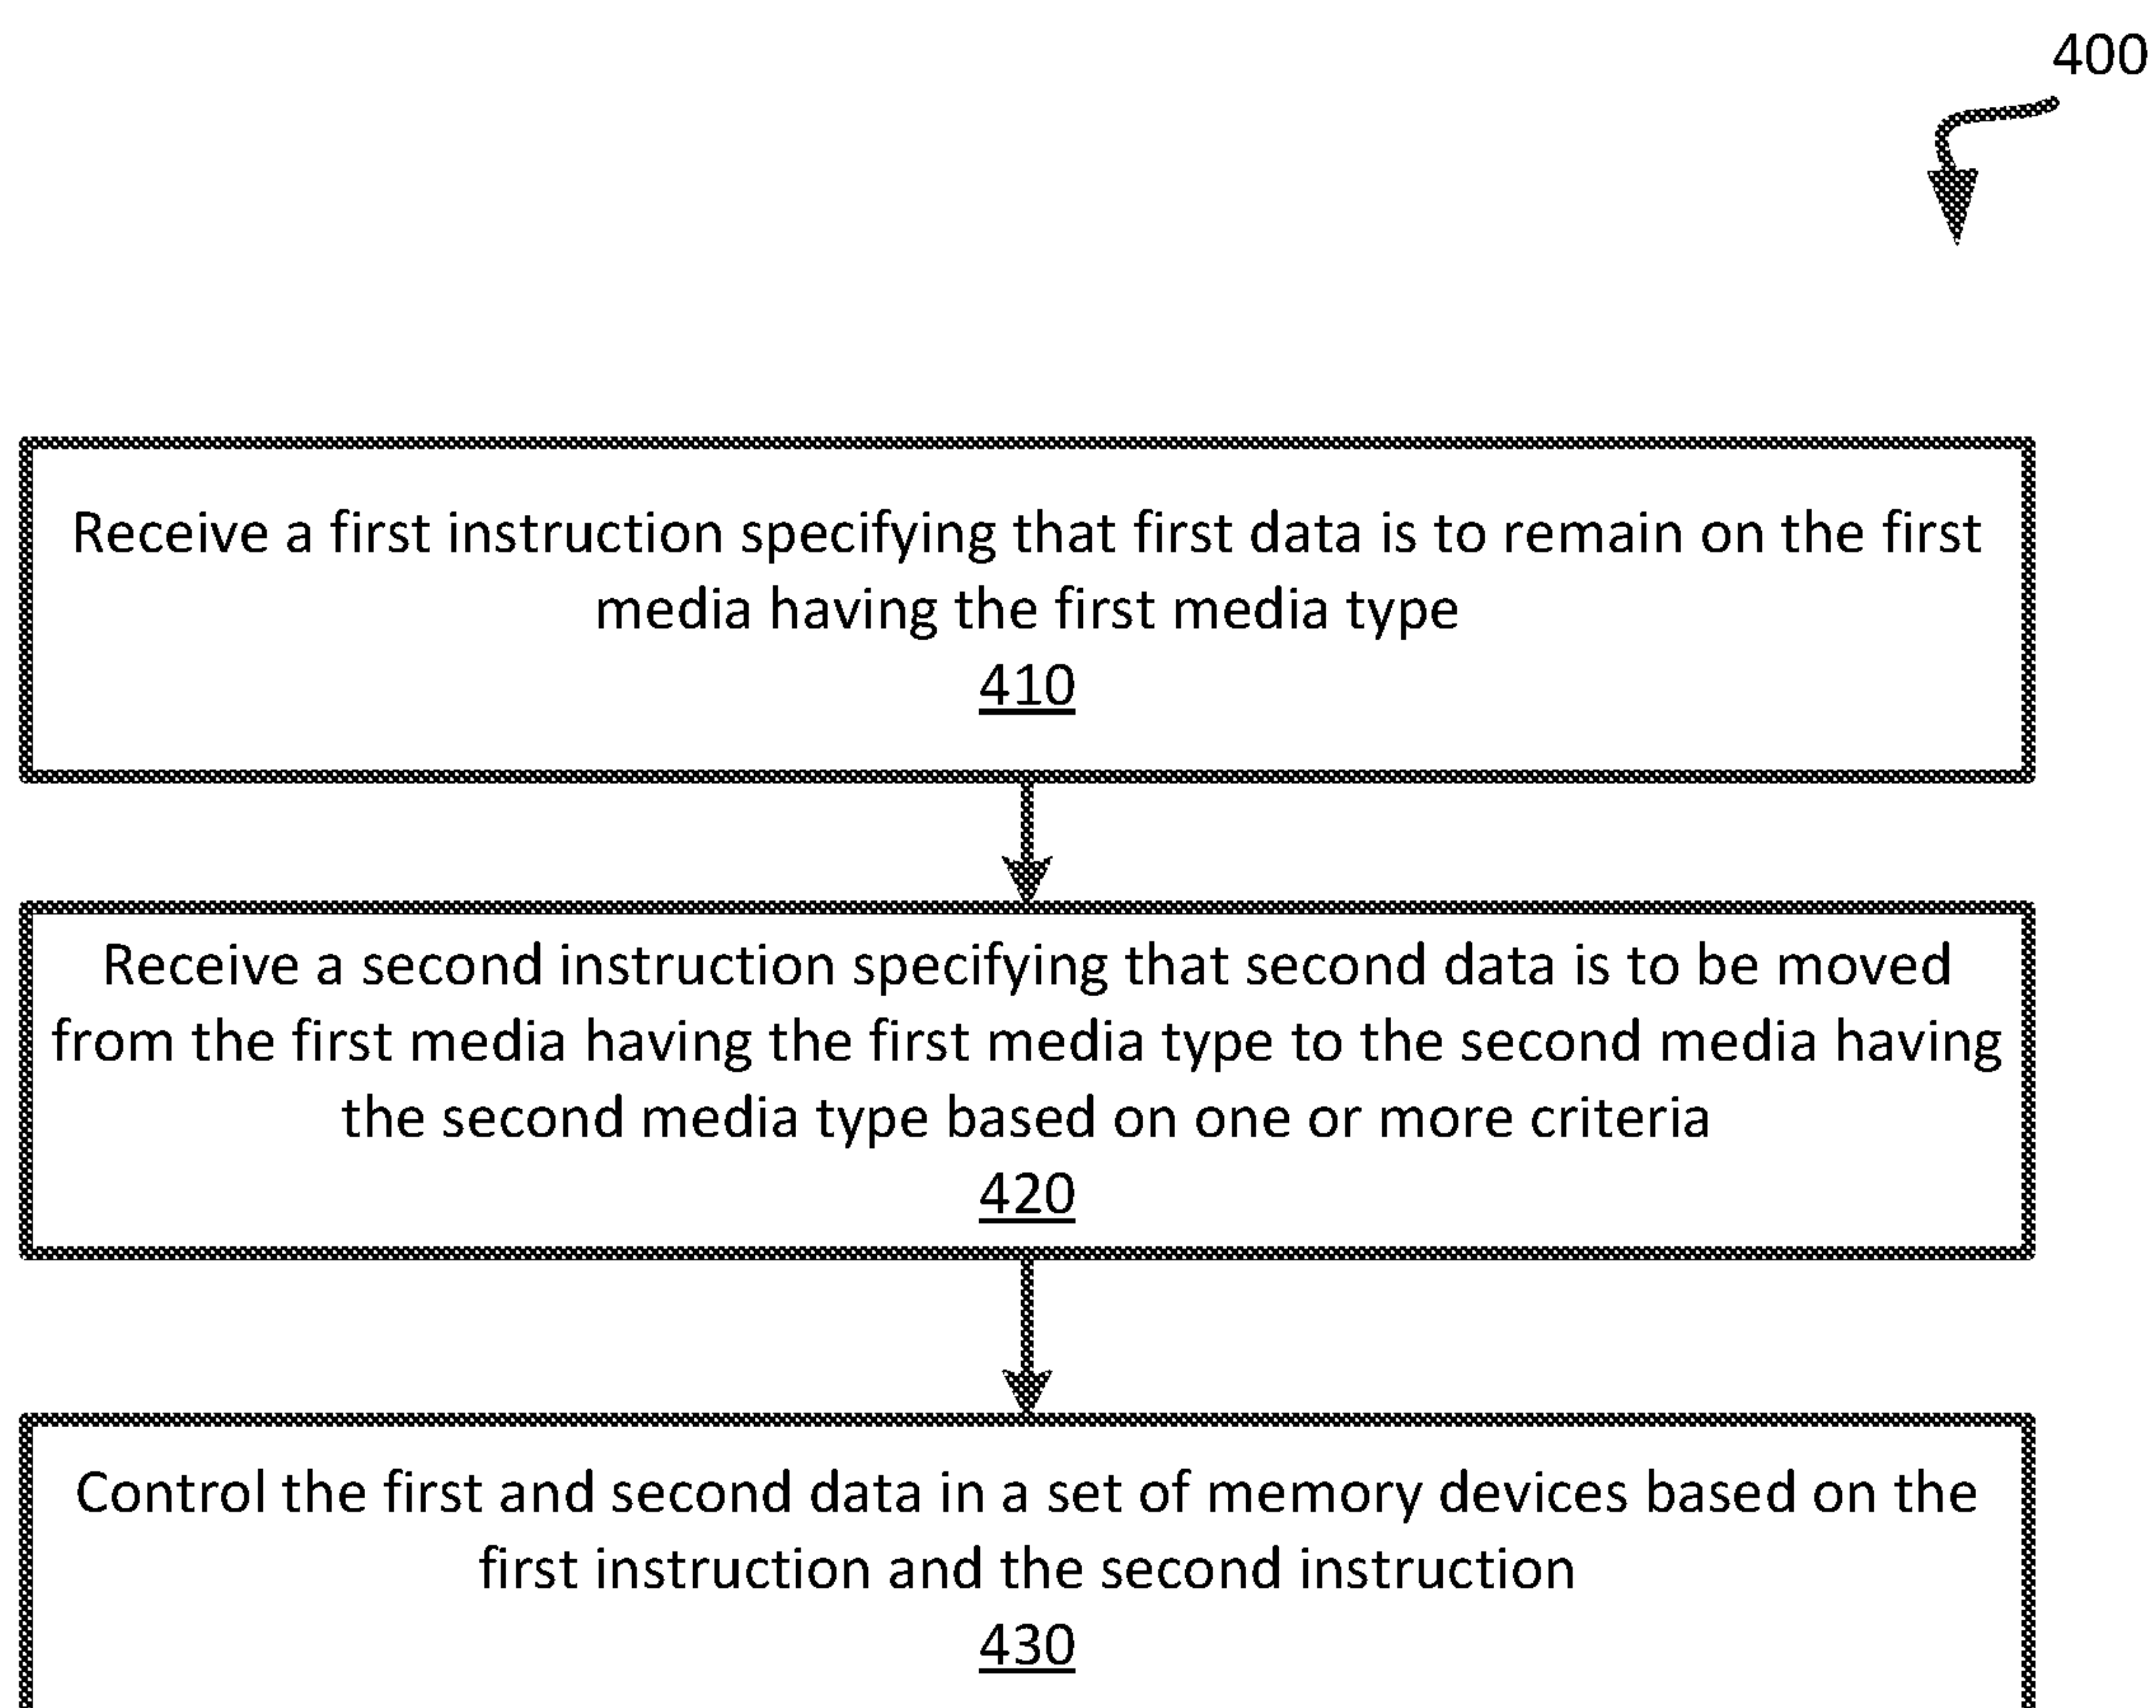 400
Receive a first instruction specifying that first data is to remain on the first
media having the first media type
410
Receive a second instruction specifying that second data is to be moved
from the first media having the first media type to the second media having
the second media type based on one or more criteria
420
Control the first and second data in a set of memory devices based on the
first instruction and the second instruction
430